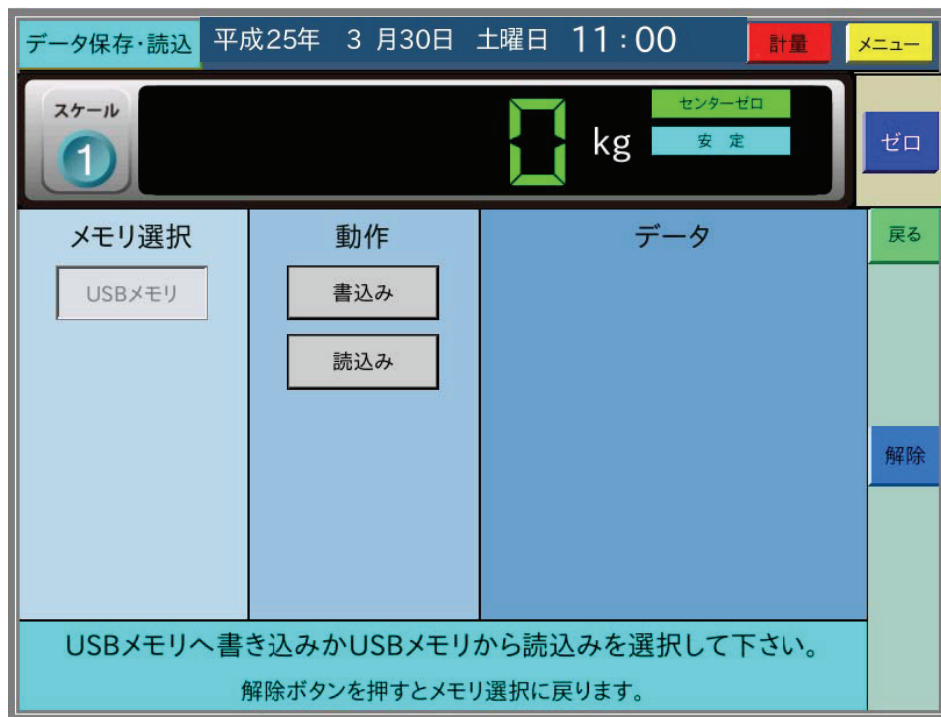 データ保存・読込 平成25年 3月30日 土曜日 11:00 計量 メニュー
スケール
1
0 kg
センターゼロ
安 定
ゼロ
メモリ選択
USBメモリ
動作
書込み
読込み
データ
戻る
解除
USBメモリへ書き込みかUSBメモリから読込みを選択して下さい。
解除ボタンを押すとメモリ選択に戻ります。